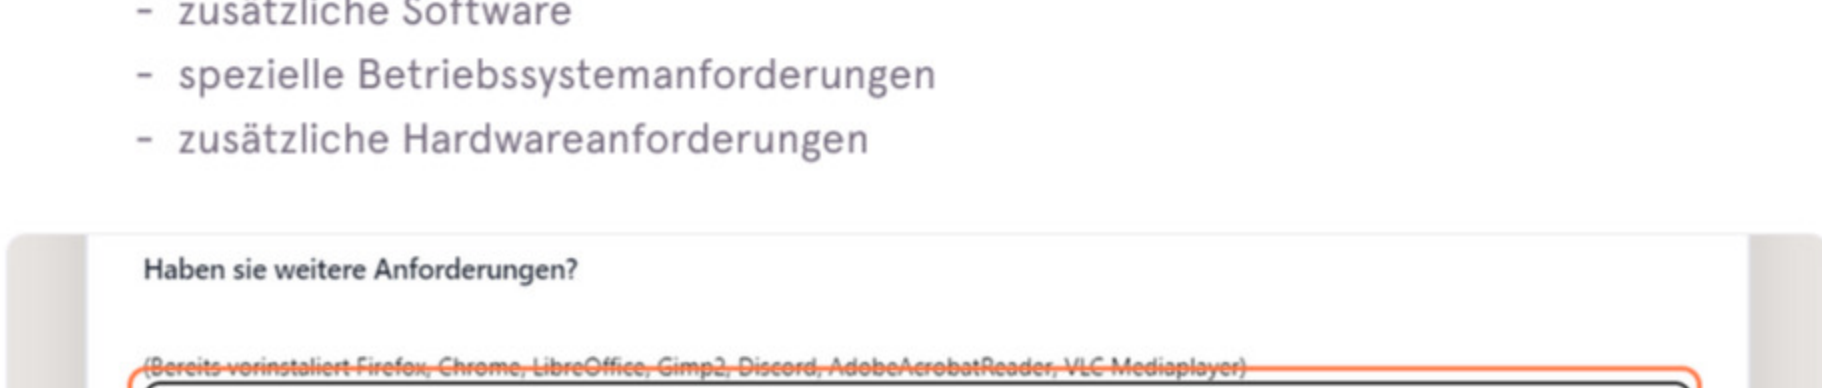 - zusätzliche Software
- spezielle Betriebssystemanforderungen
- zusätzliche Hardwareanforderungen
Haben sie weitere Anforderungen?
(Bereits vorinstaliert Firefox, Chrome, LibreOffice, Gimp2, Discord, AdobeAcrobatReader, VLC Mediaplayer)